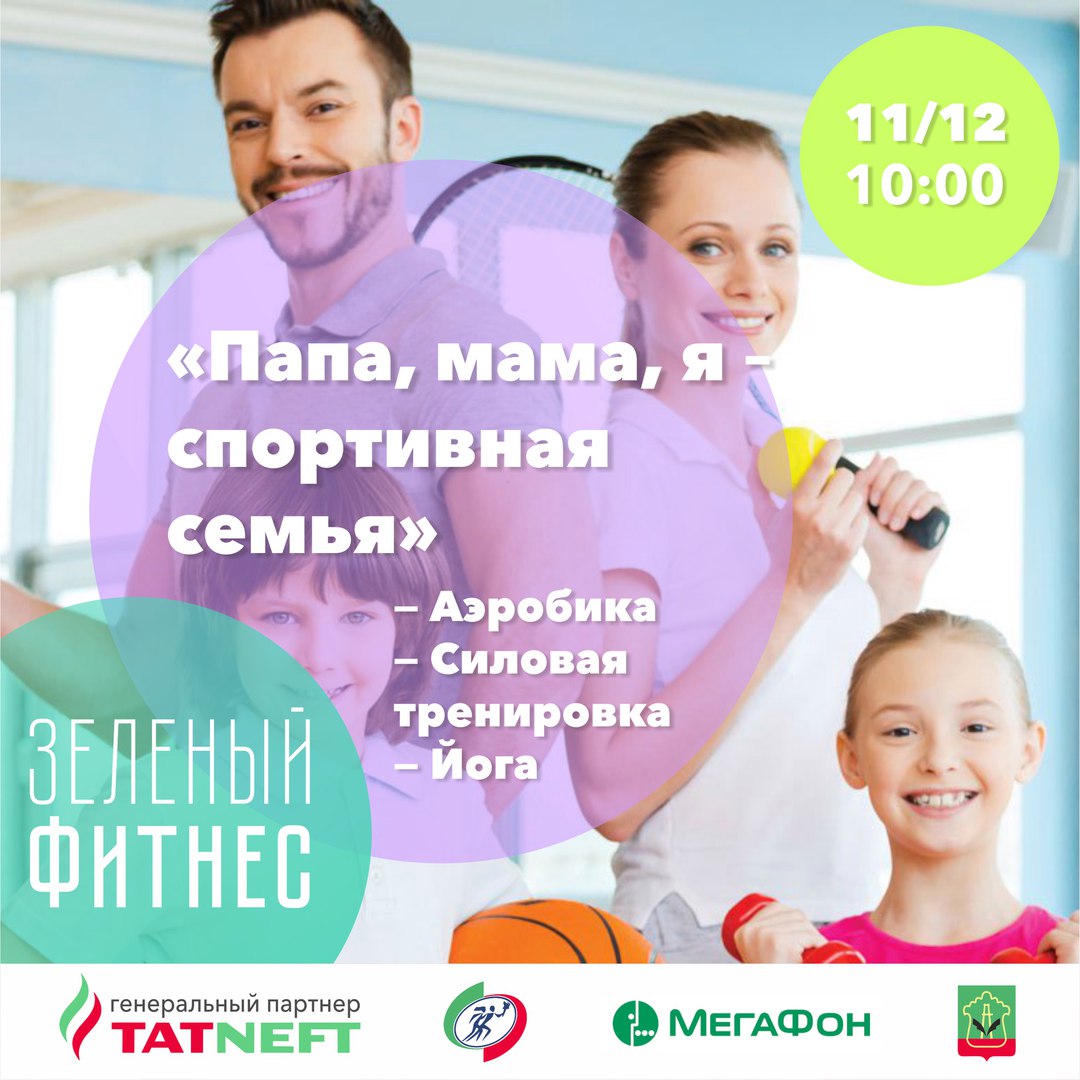 11/12
10:00
«Папа, мама, я –
спортивная
семья»
– Аэробика
– Силовая
тренировка
– Йога
ЗЕЛЕНЫЙ
ФИТНЕС
генеральный партнер
TATNEFT
МЕГАФОН